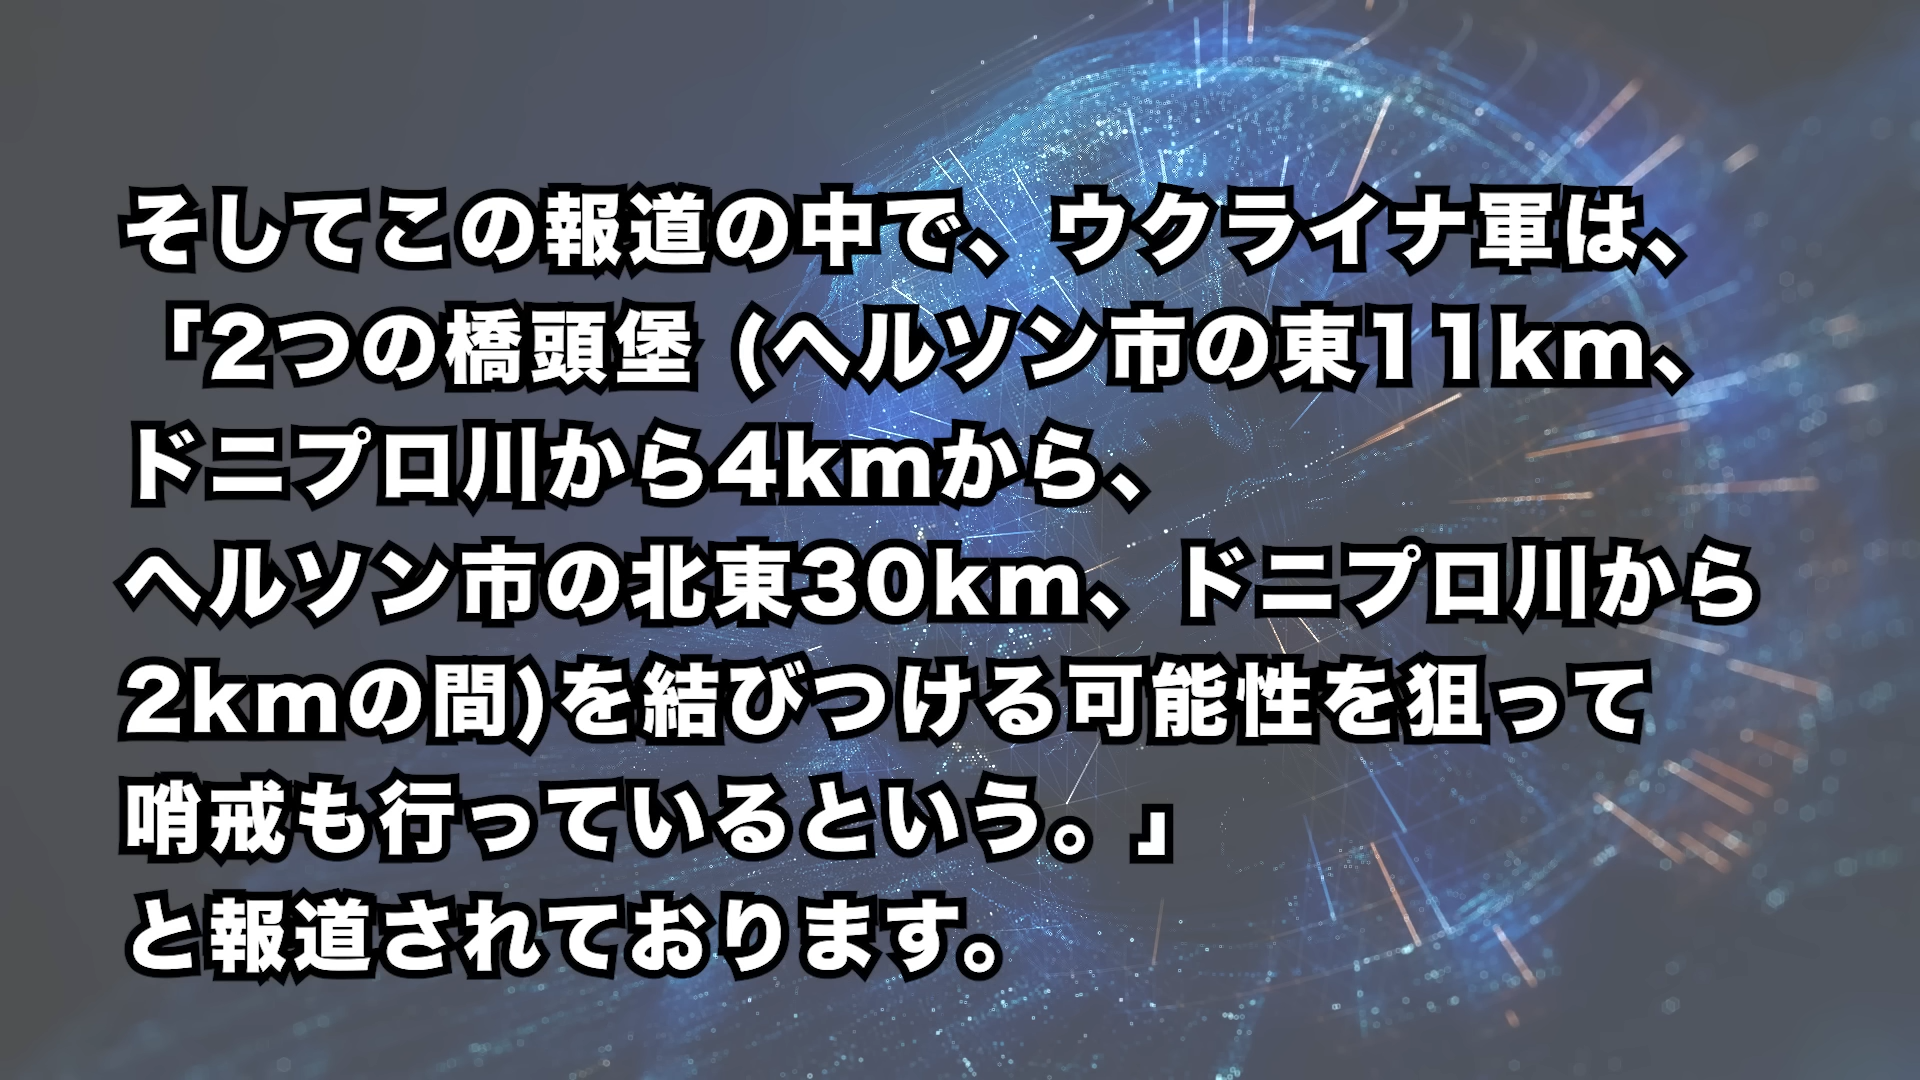 そしてこの報道の中で、ウクライナ軍は、
「2つの橋頭堡 (ヘルソン市の東11km、
ドニプロ川から4kmから、
ヘルソン市の北東30km、ドニプロ川から
2kmの間)を結びつける可能性を狙って
哨戒も行っているという。」
と報道されております。